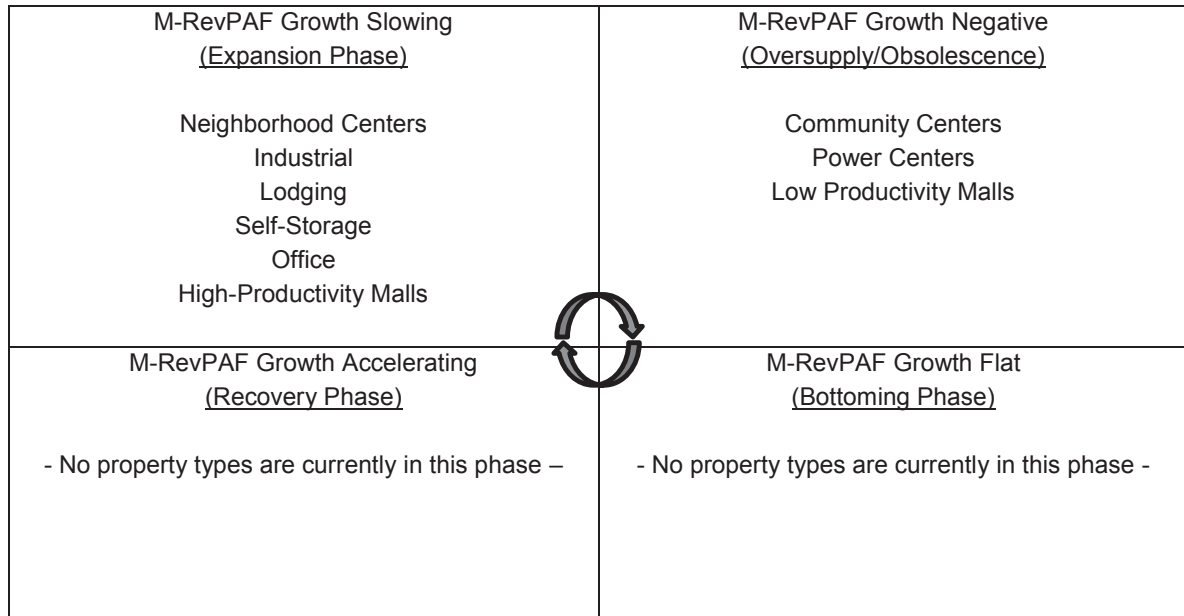 M-RevPAF Growth Slowing
(Expansion Phase)
Neighborhood Centers
Industrial
Lodging
Self-Storage
Office
High-Productivity Malls
M-RevPAF Growth Negative
(Oversupply/Obsolescence)
Community Centers
Power Centers
Low Productivity Malls
M-RevPAF Growth Accelerating
(Recovery Phase)
- No property types are currently in this phase –
M-RevPAF Growth Flat
(Bottoming Phase)
- No property types are currently in this phase -